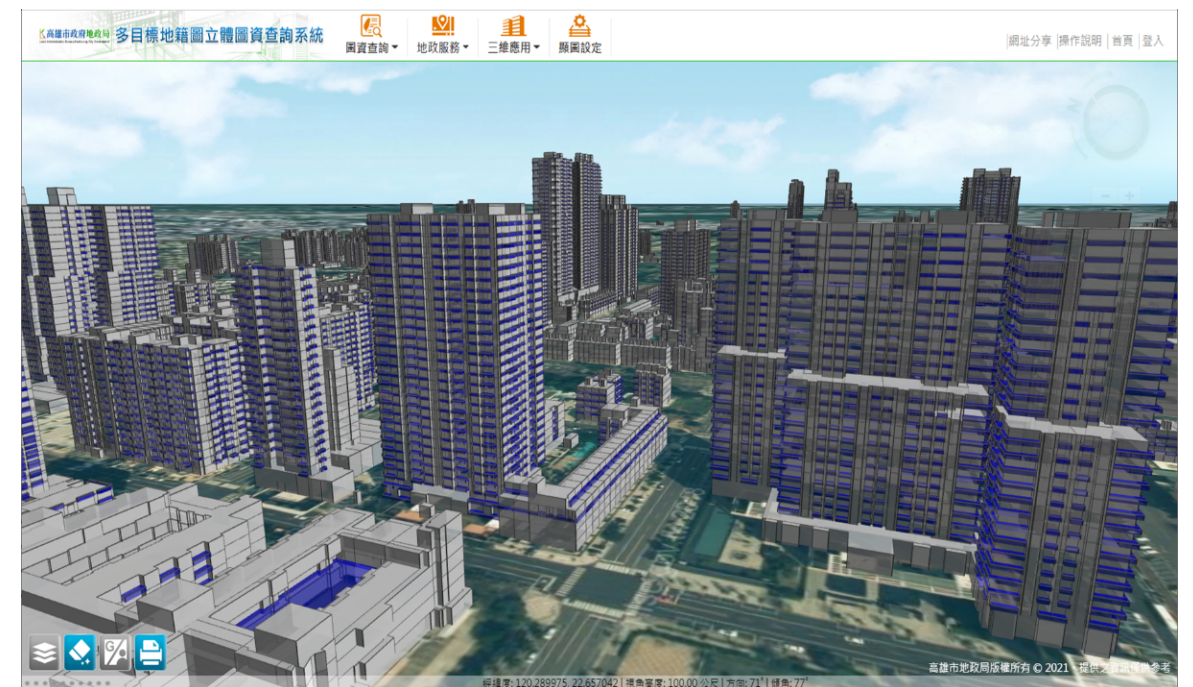 高雄市政府地政局
多目標地籍圖立體圖資查詢系統
圖資查詢
地政服務
三維應用
顯圖設定
網址分享
操作說明
首頁
登入
高雄市地政局版權所有 © 2021
經緯度: 120.289975, 22.657042 | 視角高度: 100.00 公尺 | 方向: 71° | 傾角: 77°